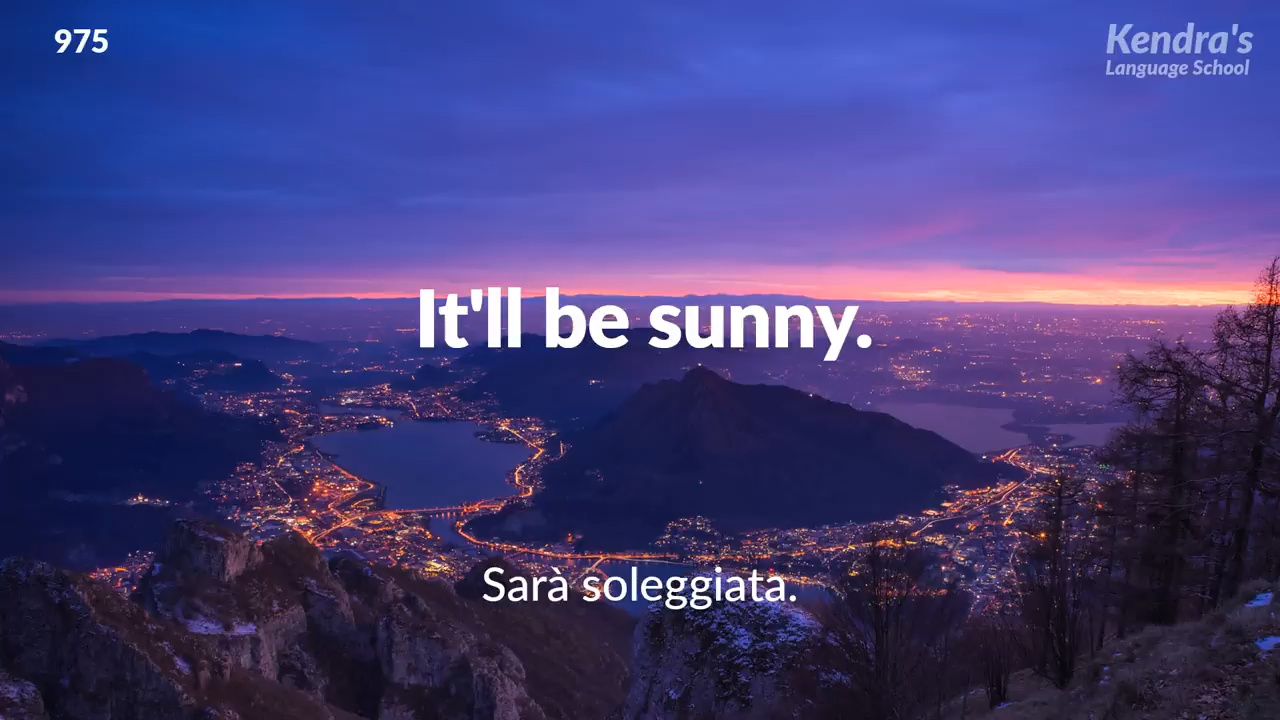 975
Kendra's
Language School
It'll be sunny.
Sarà soleggiata.